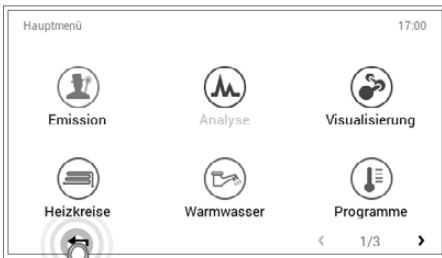 Hauptmenü 17:00
Emission Analyse Visualisierung
Heizkreise Warmwasser Programme
< 1/3 >